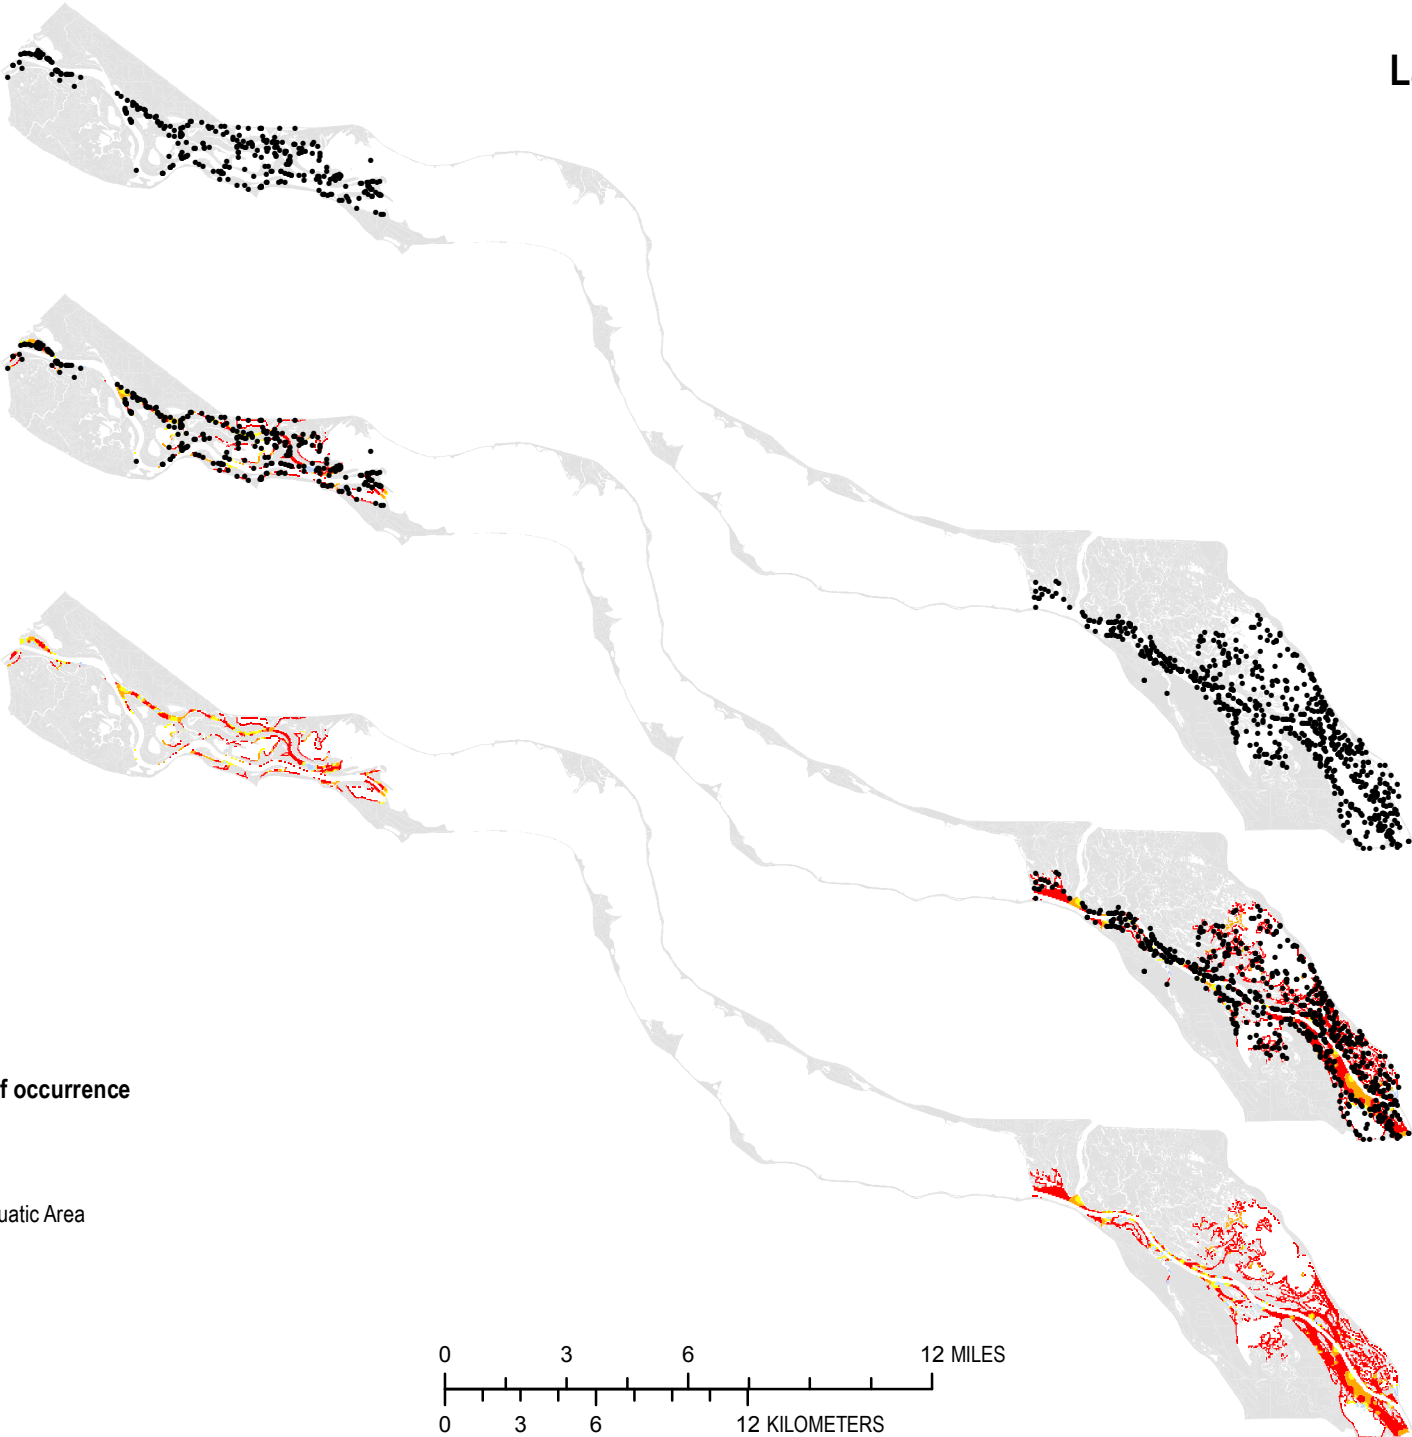 L
f occurrence
uatic Area
0 3 6 12 MILES
0 3 6 12 KILOMETERS